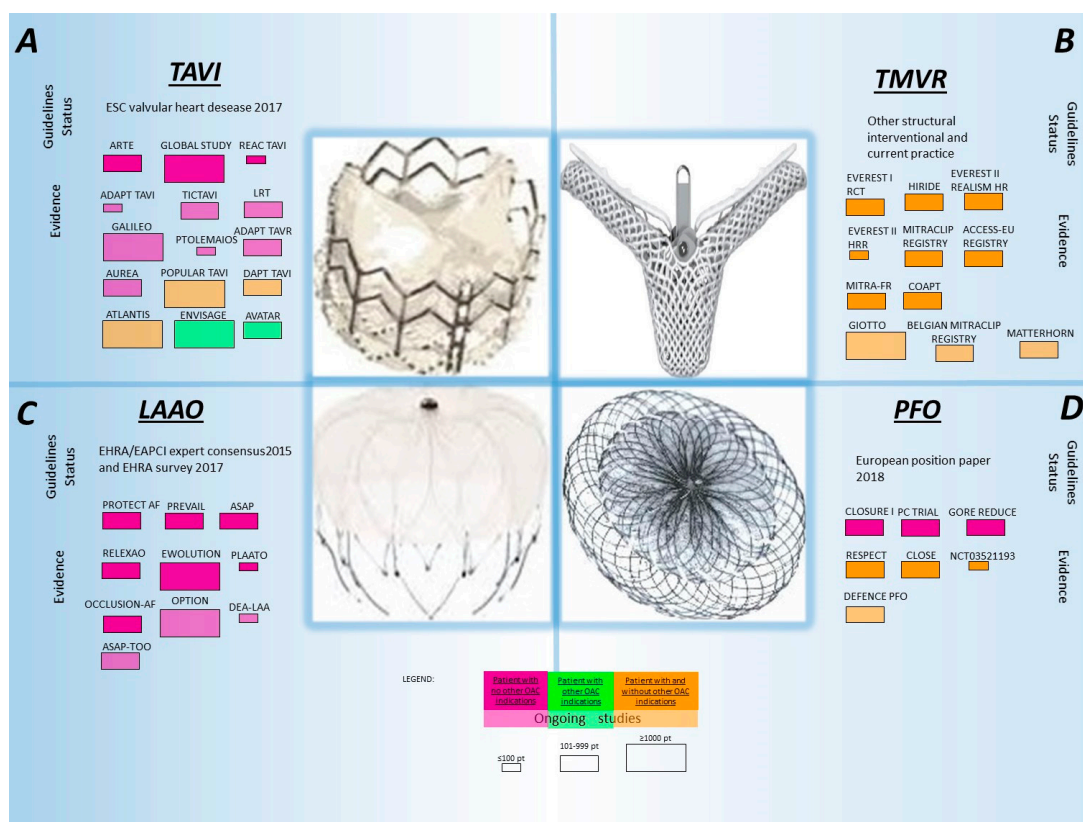 A
TAVI
ESC valvular heart desease 2017
Guidelines
Status
Evidence
ARTE
GLOBAL STUDY
REAC TAVI
ADAPT TAVI
TICTAVI
LRT
GALILEO
PTOLEMAIOS
ADAPT TAVR
AUREA
POPULAR TAVI
DAPT TAVI
ATLANTIS
ENVISAGE
AVATAR
B
TMVR
Other structural
interventional and
current practice
Guidelines
Status
Evidence
EVEREST I
RCT
HIRIDE
EVEREST II
REALISM HR
EVEREST II
HRR
MITRACLIP
REGISTRY
ACCESS-EU
REGISTRY
MITRA-FR
COAPT
GIOTTO
BELGIAN MITRACLIP
REGISTRY
MATTERHORN
C
LAAO
EHRA/EAPCI expert consensus2015
and EHRA survey 2017
Guidelines
Status
Evidence
PROTECT AF
PREVAIL
ASAP
RELEXAO
EWOLUTION
PLAATO
OCCLUSION-AF
OPTION
DEA-LAA
ASAP-TOO
D
PFO
European position paper
2018
Guidelines
Status
Evidence
CLOSURE I
PC TRIAL
GORE REDUCE
RESPECT
CLOSE
NCT03521193
DEFENCE PFO
LEGEND:
Patient with
no other OAC
indications
Patient with
other OAC
indications
Patient with and
without other OAC
indications
Ongoing studies
≤100 pt
101-999 pt
≥1000 pt